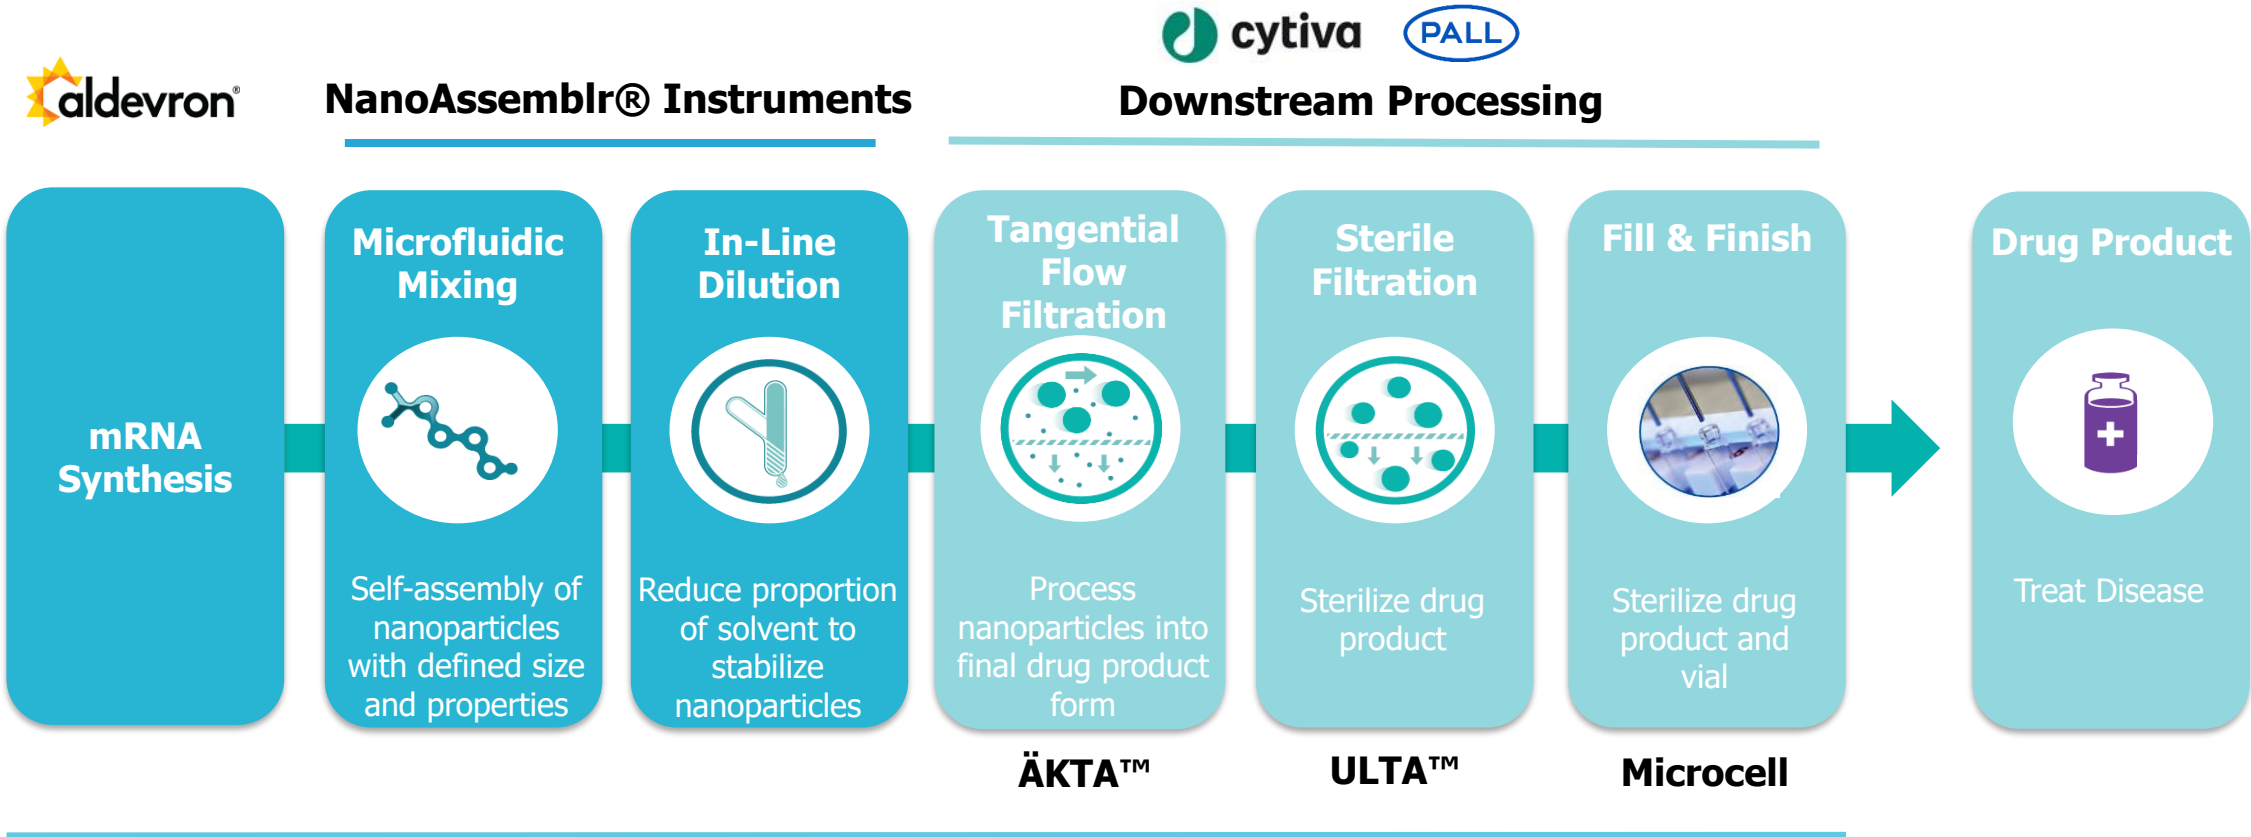 cytiva
PALL
aldevron®
NanoAssemblr® Instruments
Downstream Processing
mRNA
Synthesis
Microfluidic
Mixing
Self-assembly of
nanoparticles
with defined size
and properties
In-Line
Dilution
Reduce proportion
of solvent to
stabilize
nanoparticles
Tangential
Flow
Filtration
Process
nanoparticles into
final drug product
form
ÄKTA™
Sterile
Filtration
Sterilize drug
product
ULTA™
Fill & Finish
Sterilize drug
product and
vial
Microcell
Drug Product
Treat Disease